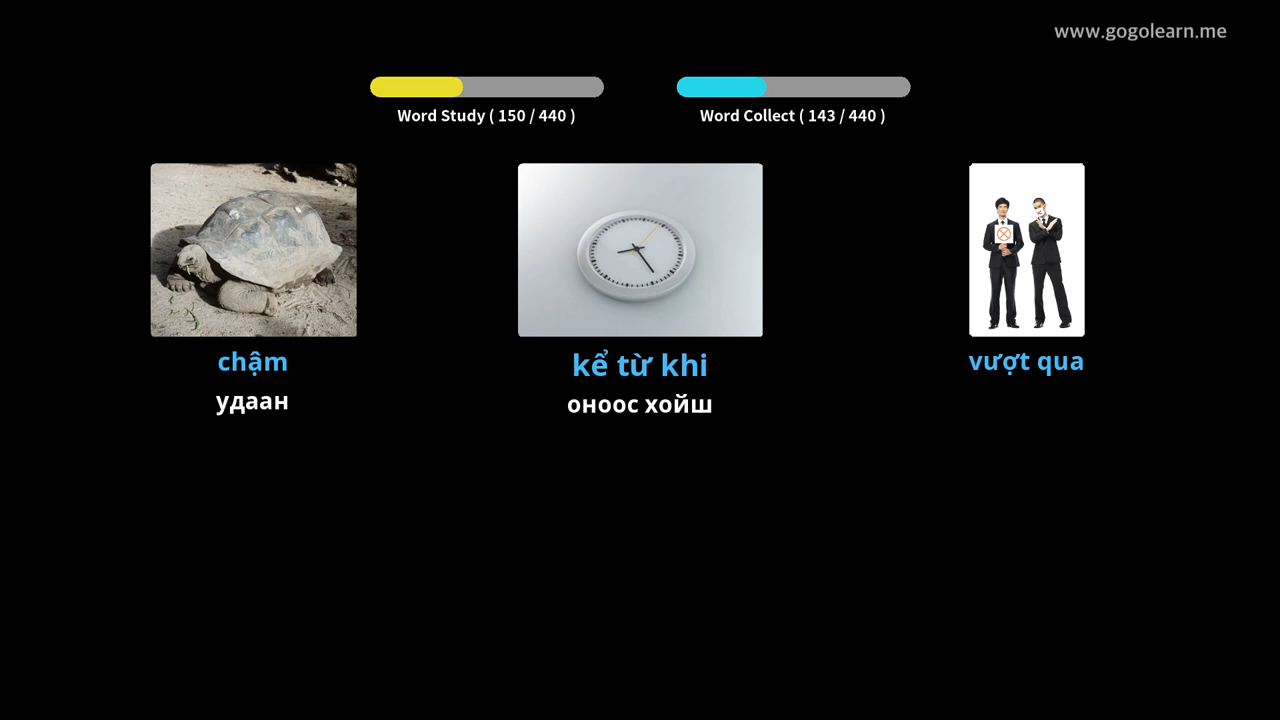 www.gogolearn.me
Word Study ( 150 / 440 )
Word Collect ( 143 / 440 )
chậm
удаан
kể từ khi
оноос хойш
vượt qua